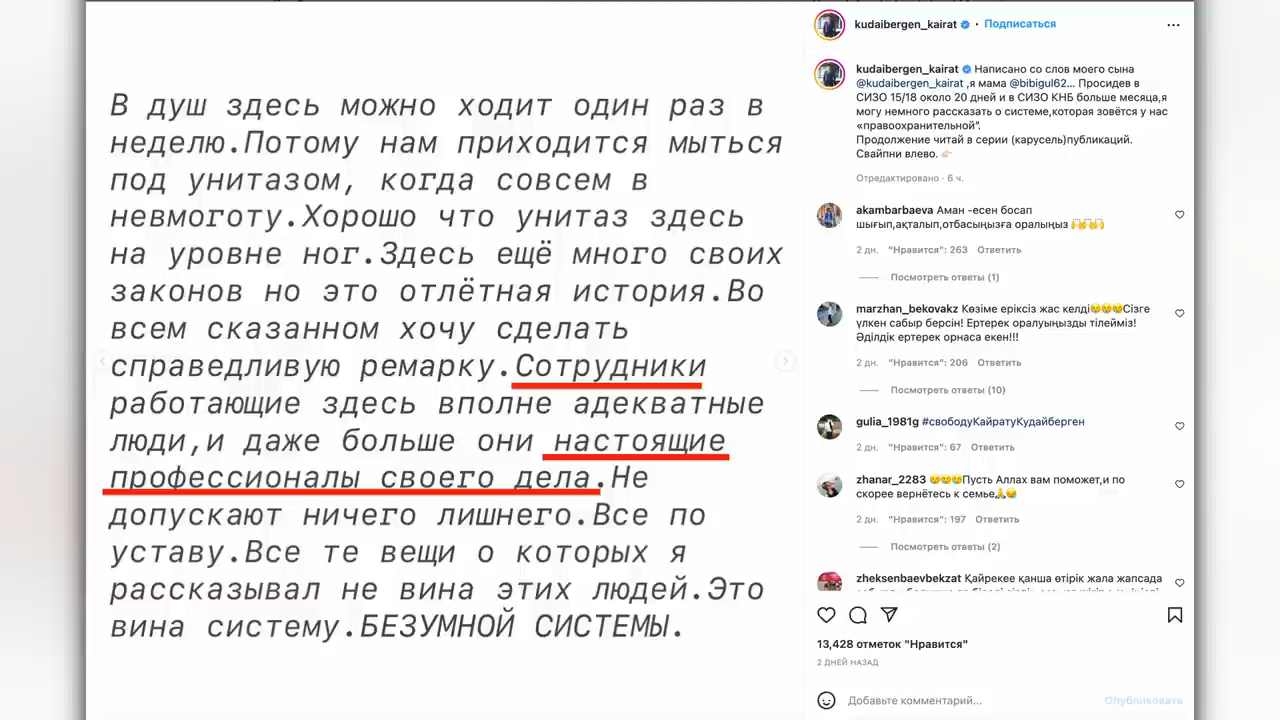 В душ здесь можно ходит один раз в
неделю.Потому нам приходится мыться
под унитазом, когда совсем в
невмоготу.Хорошо что унитаз здесь
на уровне ног.Здесь ещё много своих
законов но это отлётная история.Во
всем сказанном хочу сделать
справедливую ремарку.Сотрудники
работающие здесь вполне адекватные
люди,и даже больше они настоящие
профессионалы своего дела.Не
допускают ничего лишнего.Все по
уставу.Все те вещи о которых я
рассказывал не вина этих людей.Это
вина систему.БЕЗУМНОЙ СИСТЕМЫ.
kudaibergen_kairat • Подписаться
kudaibergen_kairat Написано со слов моего сына
@kudaibergen_kairat ,я мама @bibigul62... Просидев в
СИЗО 15/18 около 20 дней и в СИЗО КНБ больше месяца,я
могу немного рассказать о системе,которая зовётся у нас
«правоохранительной".
Продолжение читай в серии (карусель)публикаций.
Свайпни влево. 👉🏻
Отредактировано · 6 ч.
akambarbaeva Аман -есен босап
шығып,ақталып,отбасыңызға оралыңыз 🙌🙌🙌
2 дн. "Нравится": 263 Ответить
Посмотреть ответы (1)
marzhan_bekovakz Көзіме еріксіз жас келді😢😢😢Сізге
үлкен сабыр берсін! Ертерек оралуыңызды тілейміз!
Әділдік ертерек орнаса екен!!!
2 дн. "Нравится": 206 Ответить
Посмотреть ответы (10)
gulia_1981g #свободуКайратуКудайберген
2 дн. "Нравится": 67 Ответить
zhanar_2283 😢😢😢Пусть Аллах вам поможет,и по
скорее вернётесь к семье🙏😪
2 дн. "Нравится": 197 Ответить
Посмотреть ответы (2)
zheksenbaevbekzat Қайрекее қанша өтірік жала жапсада
13,428 отметок "Нравится"
2 ДНЕЙ НАЗАД
Добавьте комментарий...
Опубликовать